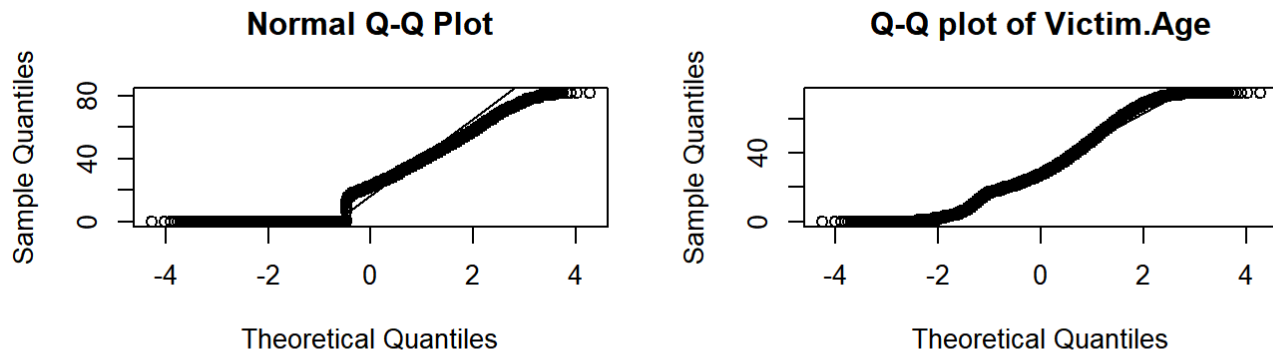 Normal Q-Q Plot
Sample Quantiles
0
40
80
-4
-2
0
2
4
Theoretical Quantiles
Q-Q plot of Victim.Age
Sample Quantiles
0
40
-4
-2
0
2
4
Theoretical Quantiles